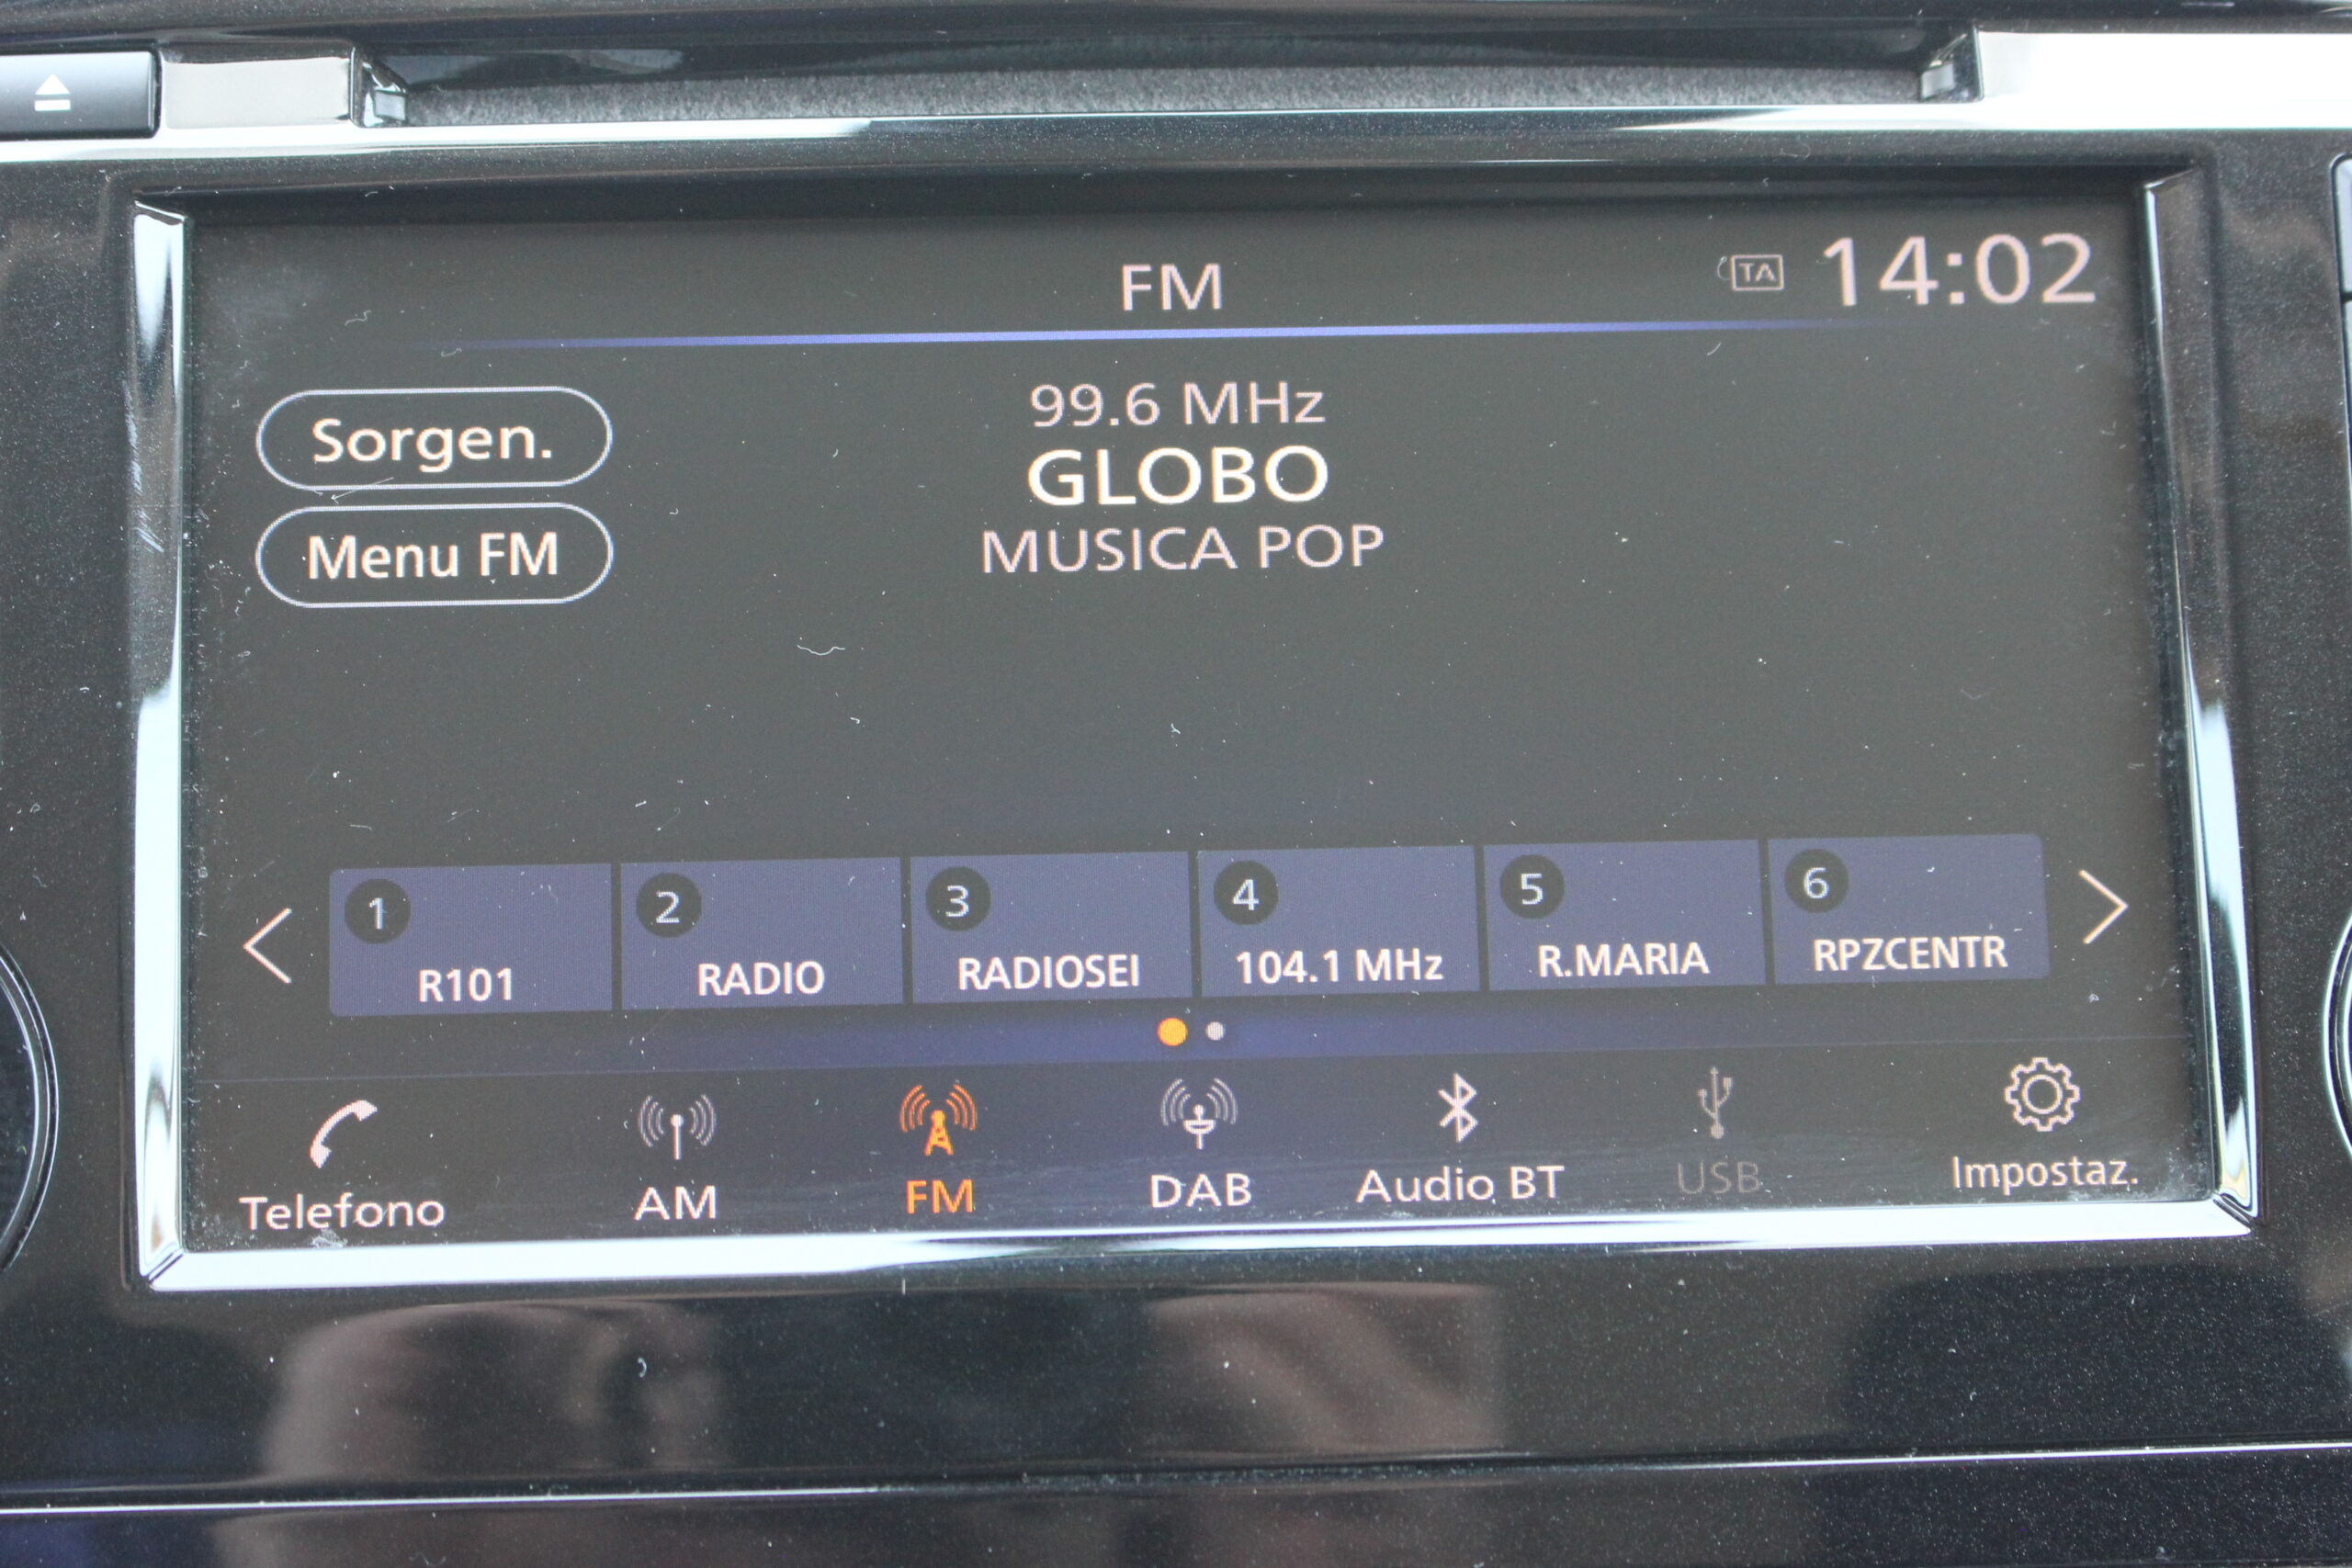 FM
TA 14:02
Sorgen.
Menu FM
99.6 MHz
GLOBO
MUSICA POP
1 R101
2 RADIO
3 RADIOSEI
4 104.1 MHz
5 R.MARIA
6 RPZCENTR
Telefono
AM
FM
DAB
Audio BT
USB
Impostaz.